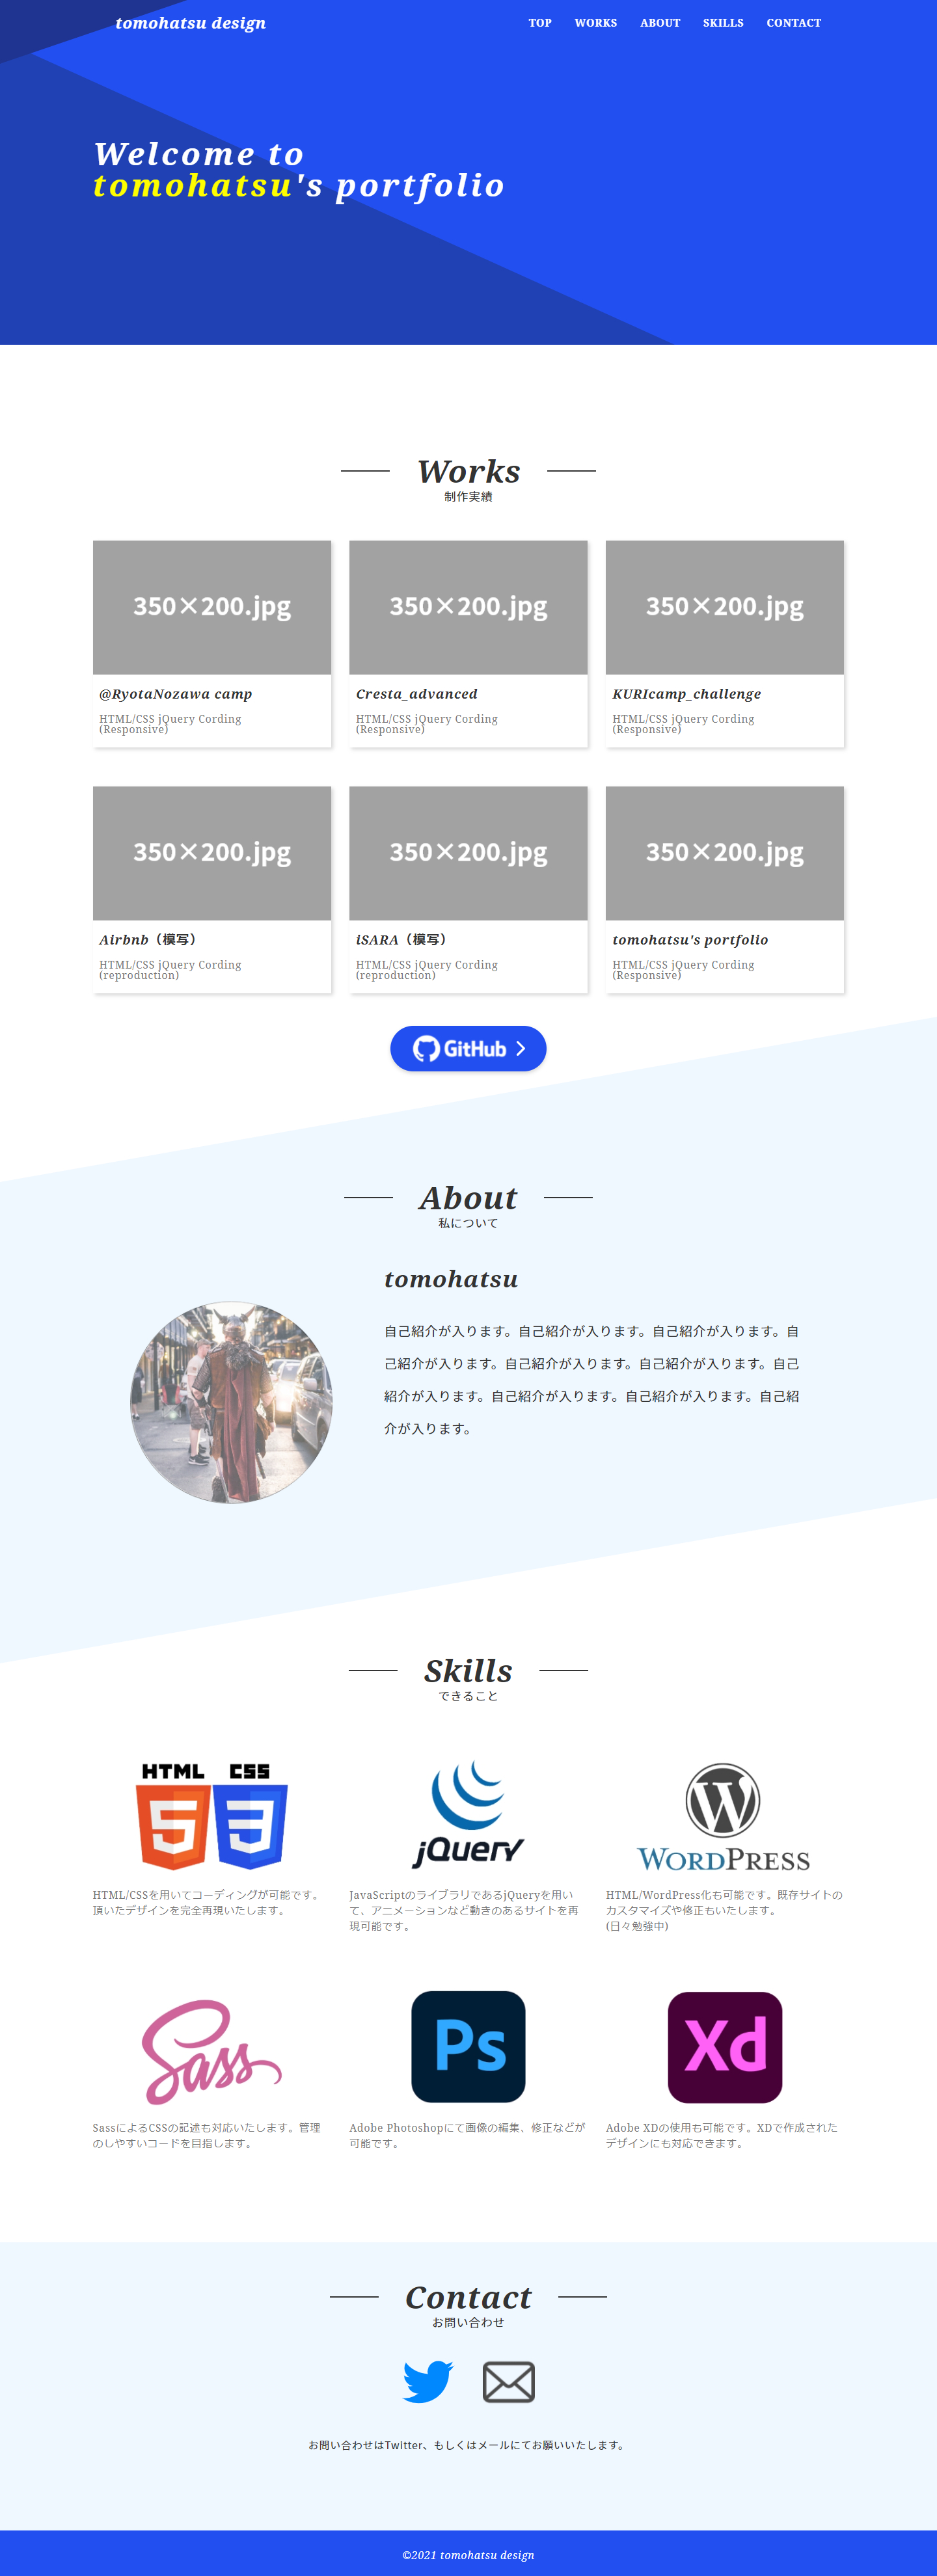 tomohatsu design
TOP WORKS ABOUT SKILLS CONTACT
Welcome to
tomohatsu's portfolio
Works
制作実績
350×200.jpg
@RyotaNozawa camp
HTML/CSS jQuery Cording
(Responsive)
350×200.jpg
Cresta_advanced
HTML/CSS jQuery Cording
(Responsive)
350×200.jpg
KURIcamp_challenge
HTML/CSS jQuery Cording
(Responsive)
350×200.jpg
Airbnb（模写）
HTML/CSS jQuery Cording
(reproduction)
350×200.jpg
iSARA（模写）
HTML/CSS jQuery Cording
(reproduction)
350×200.jpg
tomohatsu's portfolio
HTML/CSS jQuery Cording
(Responsive)
GitHub
About
私について
tomohatsu
自己紹介が入ります。自己紹介が入ります。自己紹介が入ります。自
己紹介が入ります。自己紹介が入ります。自己紹介が入ります。自己
紹介が入ります。自己紹介が入ります。自己紹介が入ります。自己紹
介が入ります。
Skills
できること
HTML CSS
5 3
HTML/CSSを用いてコーディングが可能です。
頂いたデザインを完全再現いたします。
jQuery
JavaScriptのライブラリであるjQueryを用い
て、アニメーションなど動きのあるサイトを再
現可能です。
W
WORDPRESS
HTML/WordPress化も可能です。既存サイトの
カスタマイズや修正もいたします。
(日々勉強中)
Sass
SassによるCSSの記述も対応いたします。管理
のしやすいコードを目指します。
Ps
Adobe Photoshopにて画像の編集、修正などが
可能です。
Xd
Adobe XDの使用も可能です。XDで作成された
デザインにも対応できます。
Contact
お問い合わせ
お問い合わせはTwitter、もしくはメールにてお願いいたします。
©2021 tomohatsu design